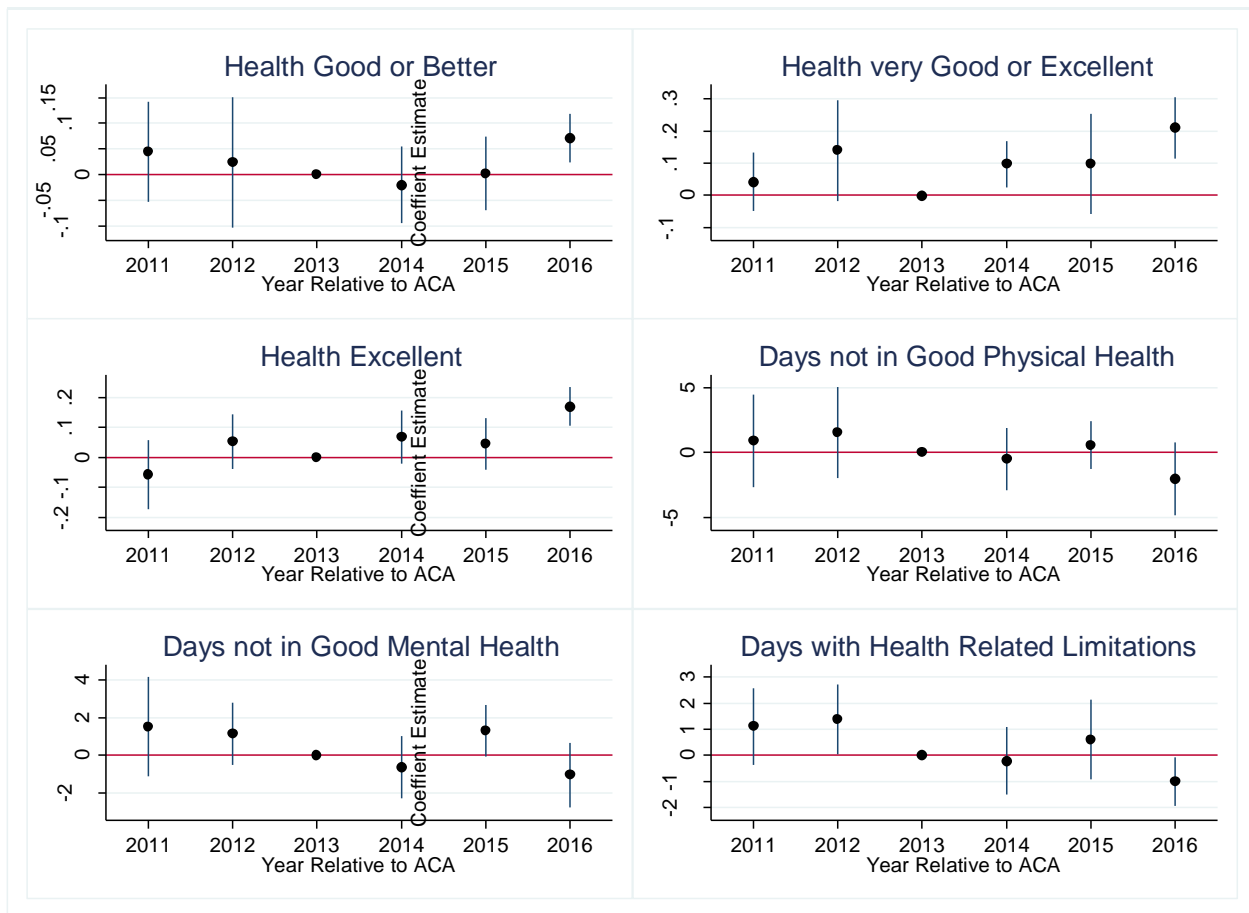 Health Good or Better
.15
.1
.05
0
-.05
-.1
Coeffient Estimate
2011 2012 2013 2014 2015 2016
Year Relative to ACA
Health very Good or Excellent
.3
.2
.1
0
-.1
2011 2012 2013 2014 2015 2016
Year Relative to ACA
Health Excellent
.2
.1
0
-.1
-.2
Coeffient Estimate
2011 2012 2013 2014 2015 2016
Year Relative to ACA
Days not in Good Physical Health
5
0
-5
2011 2012 2013 2014 2015 2016
Year Relative to ACA
Days not in Good Mental Health
4
2
0
-2
Coeffient Estimate
2011 2012 2013 2014 2015 2016
Year Relative to ACA
Days with Health Related Limitations
3
2
1
0
-1
-2
2011 2012 2013 2014 2015 2016
Year Relative to ACA